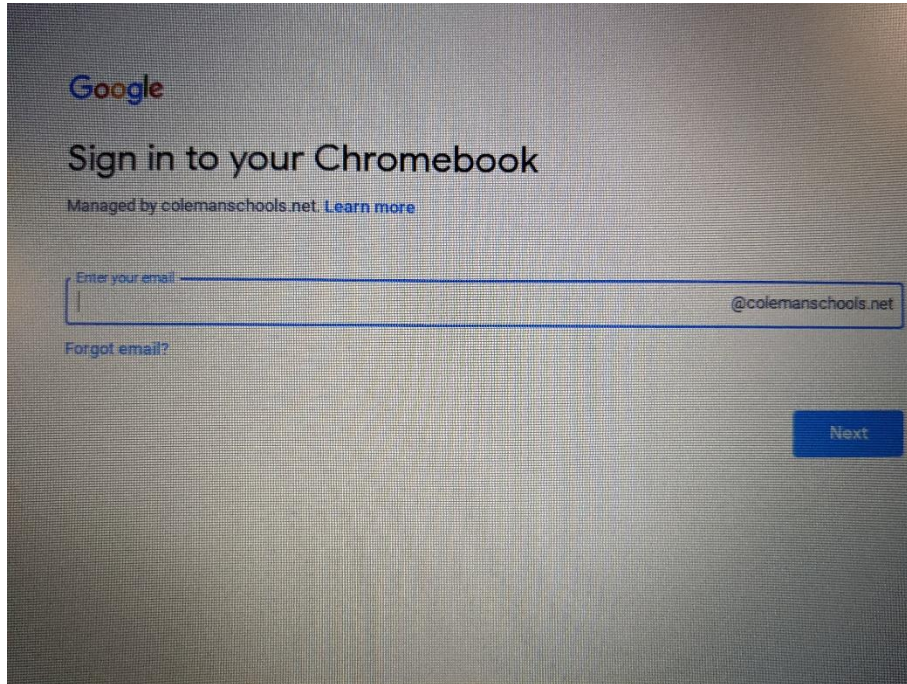 Google
Sign in to your Chromebook
Managed by colemanschools.net. Learn more
Enter your email
@colemanschools.net
Forgot email?
Next